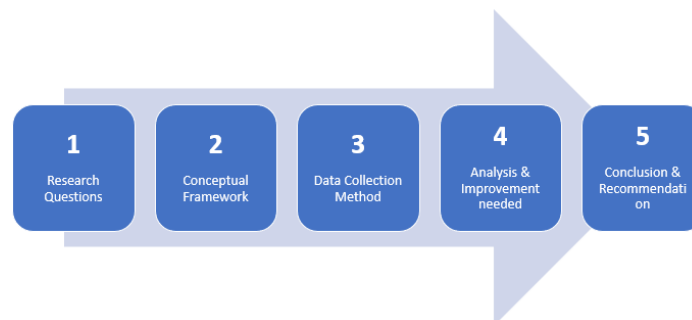 1
Research
Questions
2
Conceptual
Framework
3
Data Collection
Method
4
Analysis &
Improvement
needed
5
Conclusion &
Recommendati
on